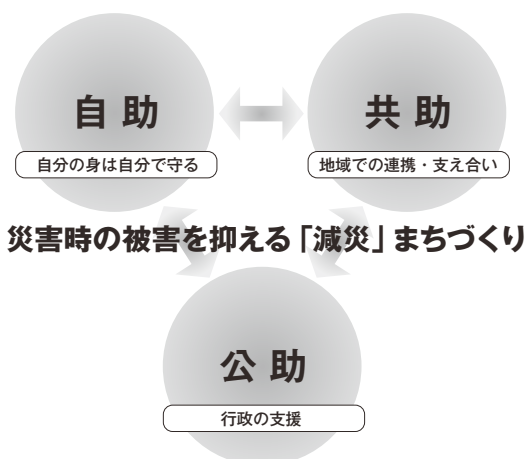 自助
共助
自分の身は自分で守る
地域での連携・支え合い
災害時の被害を抑える「減災」まちづくり
公助
行政の支援